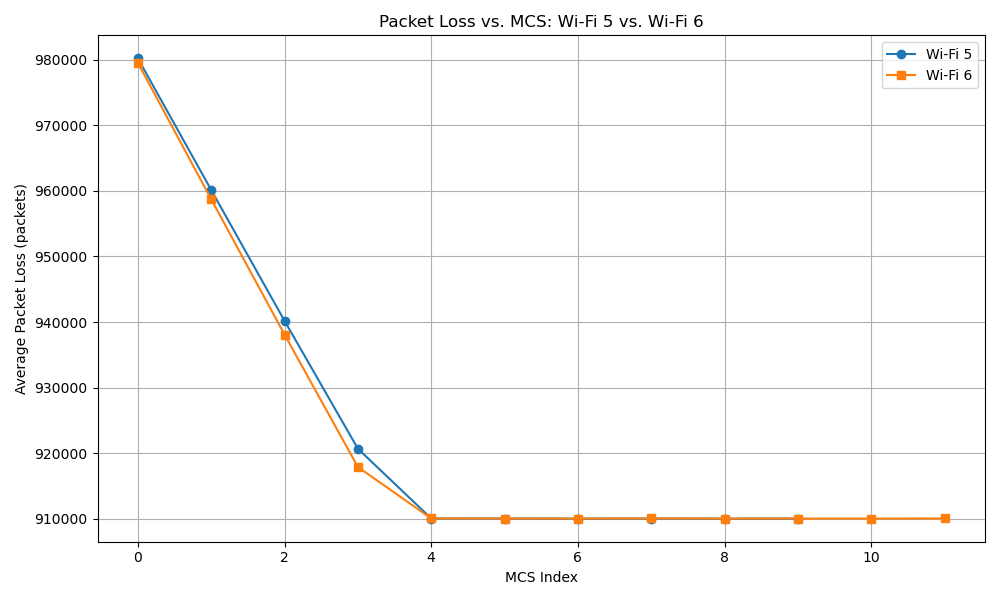 Packet Loss vs. MCS: Wi-Fi 5 vs. Wi-Fi 6
Wi-Fi 5
Wi-Fi 6
Average Packet Loss (packets)
980000
970000
960000
950000
940000
930000
920000
910000
0 2 4 6 8 10
MCS Index